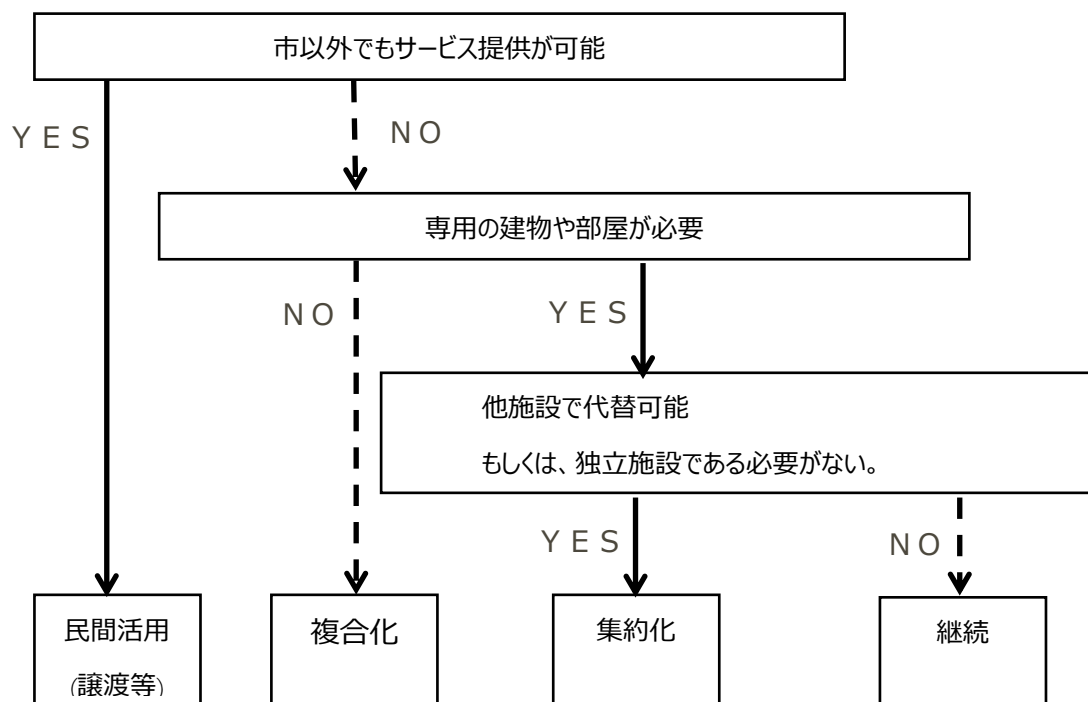 市以外でもサービス提供が可能
ＹＥＳ
ＮＯ
専用の建物や部屋が必要
ＮＯ
ＹＥＳ
他施設で代替可能
もしくは、独立施設である必要がない。
ＹＥＳ
ＮＯ
民間活用
(譲渡等)
複合化
集約化
継続